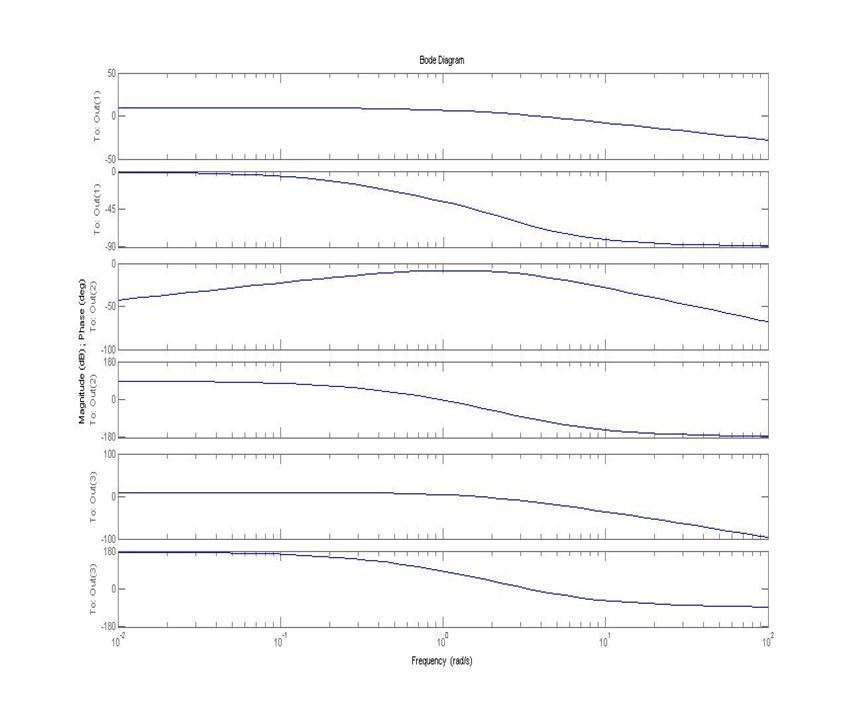 Bode Diagram
50
0
-50
To: Out(1)
0
-45
-90
To: Out(1)
0
-50
-100
To: Out(2)
180
0
-180
To: Out(2)
100
0
-100
To: Out(3)
180
0
-180
To: Out(3)
Magnitude (dB) ; Phase (deg)
10^-2 10^-1 10^0 10^1 10^2
Frequency (rad/s)